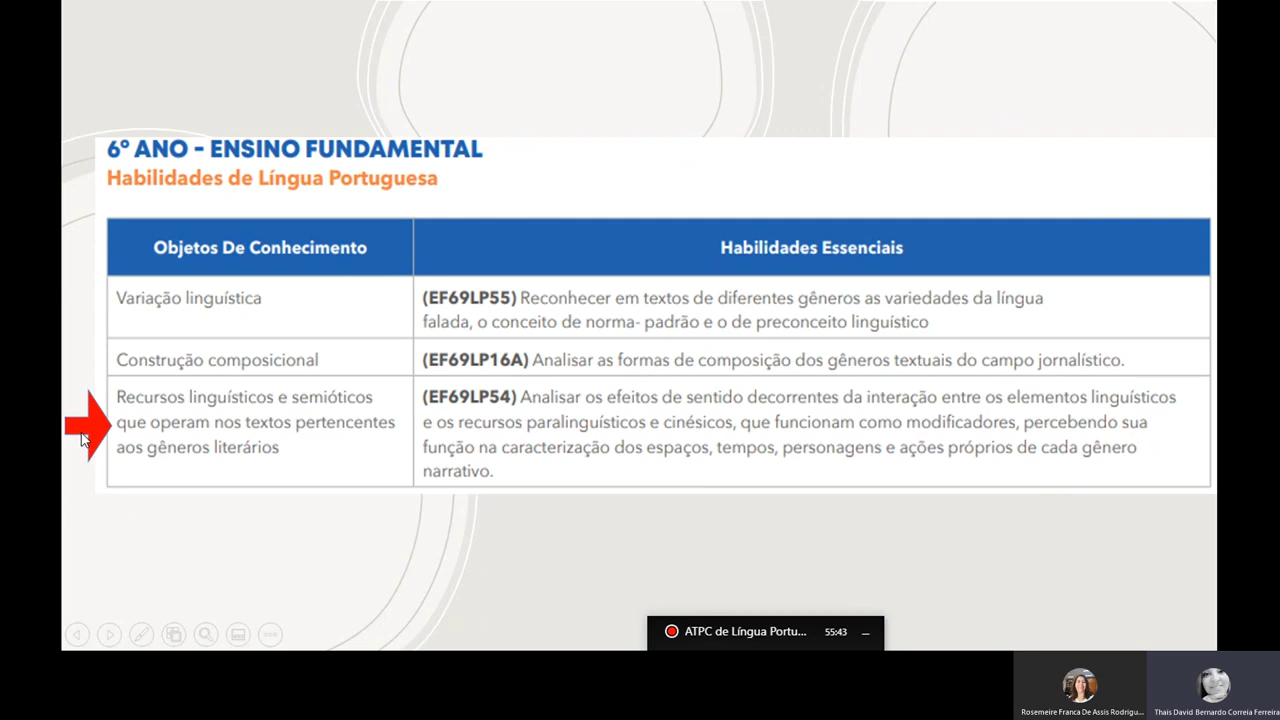 6º ANO - ENSINO FUNDAMENTAL
Habilidades de Língua Portuguesa
Objetos De Conhecimento
Habilidades Essenciais
Variação linguística
(EF69LP55) Reconhecer em textos de diferentes gêneros as variedades da língua
falada, o conceito de norma- padrão e o de preconceito linguístico
Construção composicional
(EF69LP16A) Analisar as formas de composição dos gêneros textuais do campo jornalístico.
Recursos linguísticos e semióticos
que operam nos textos pertencentes
aos gêneros literários
(EF69LP54) Analisar os efeitos de sentido decorrentes da interação entre os elementos linguísticos
e os recursos paralinguísticos e cinésicos, que funcionam como modificadores, percebendo sua
função na caracterização dos espaços, tempos, personagens e ações próprios de cada gênero
narrativo.
ATPC de Língua Portu... 55:43
Rosemeire Franca De Assis Rodrigu...
Thais David Bernardo Correia Ferreira